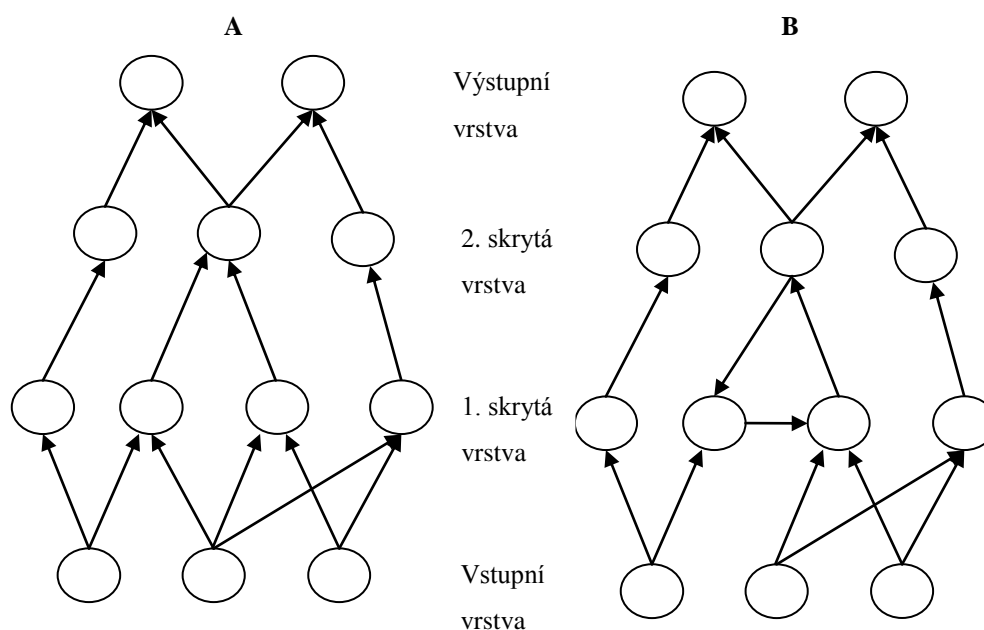 A
B
Výstupní
vrstva
2. skrytá
vrstva
1. skrytá
vrstva
Vstupní
vrstva